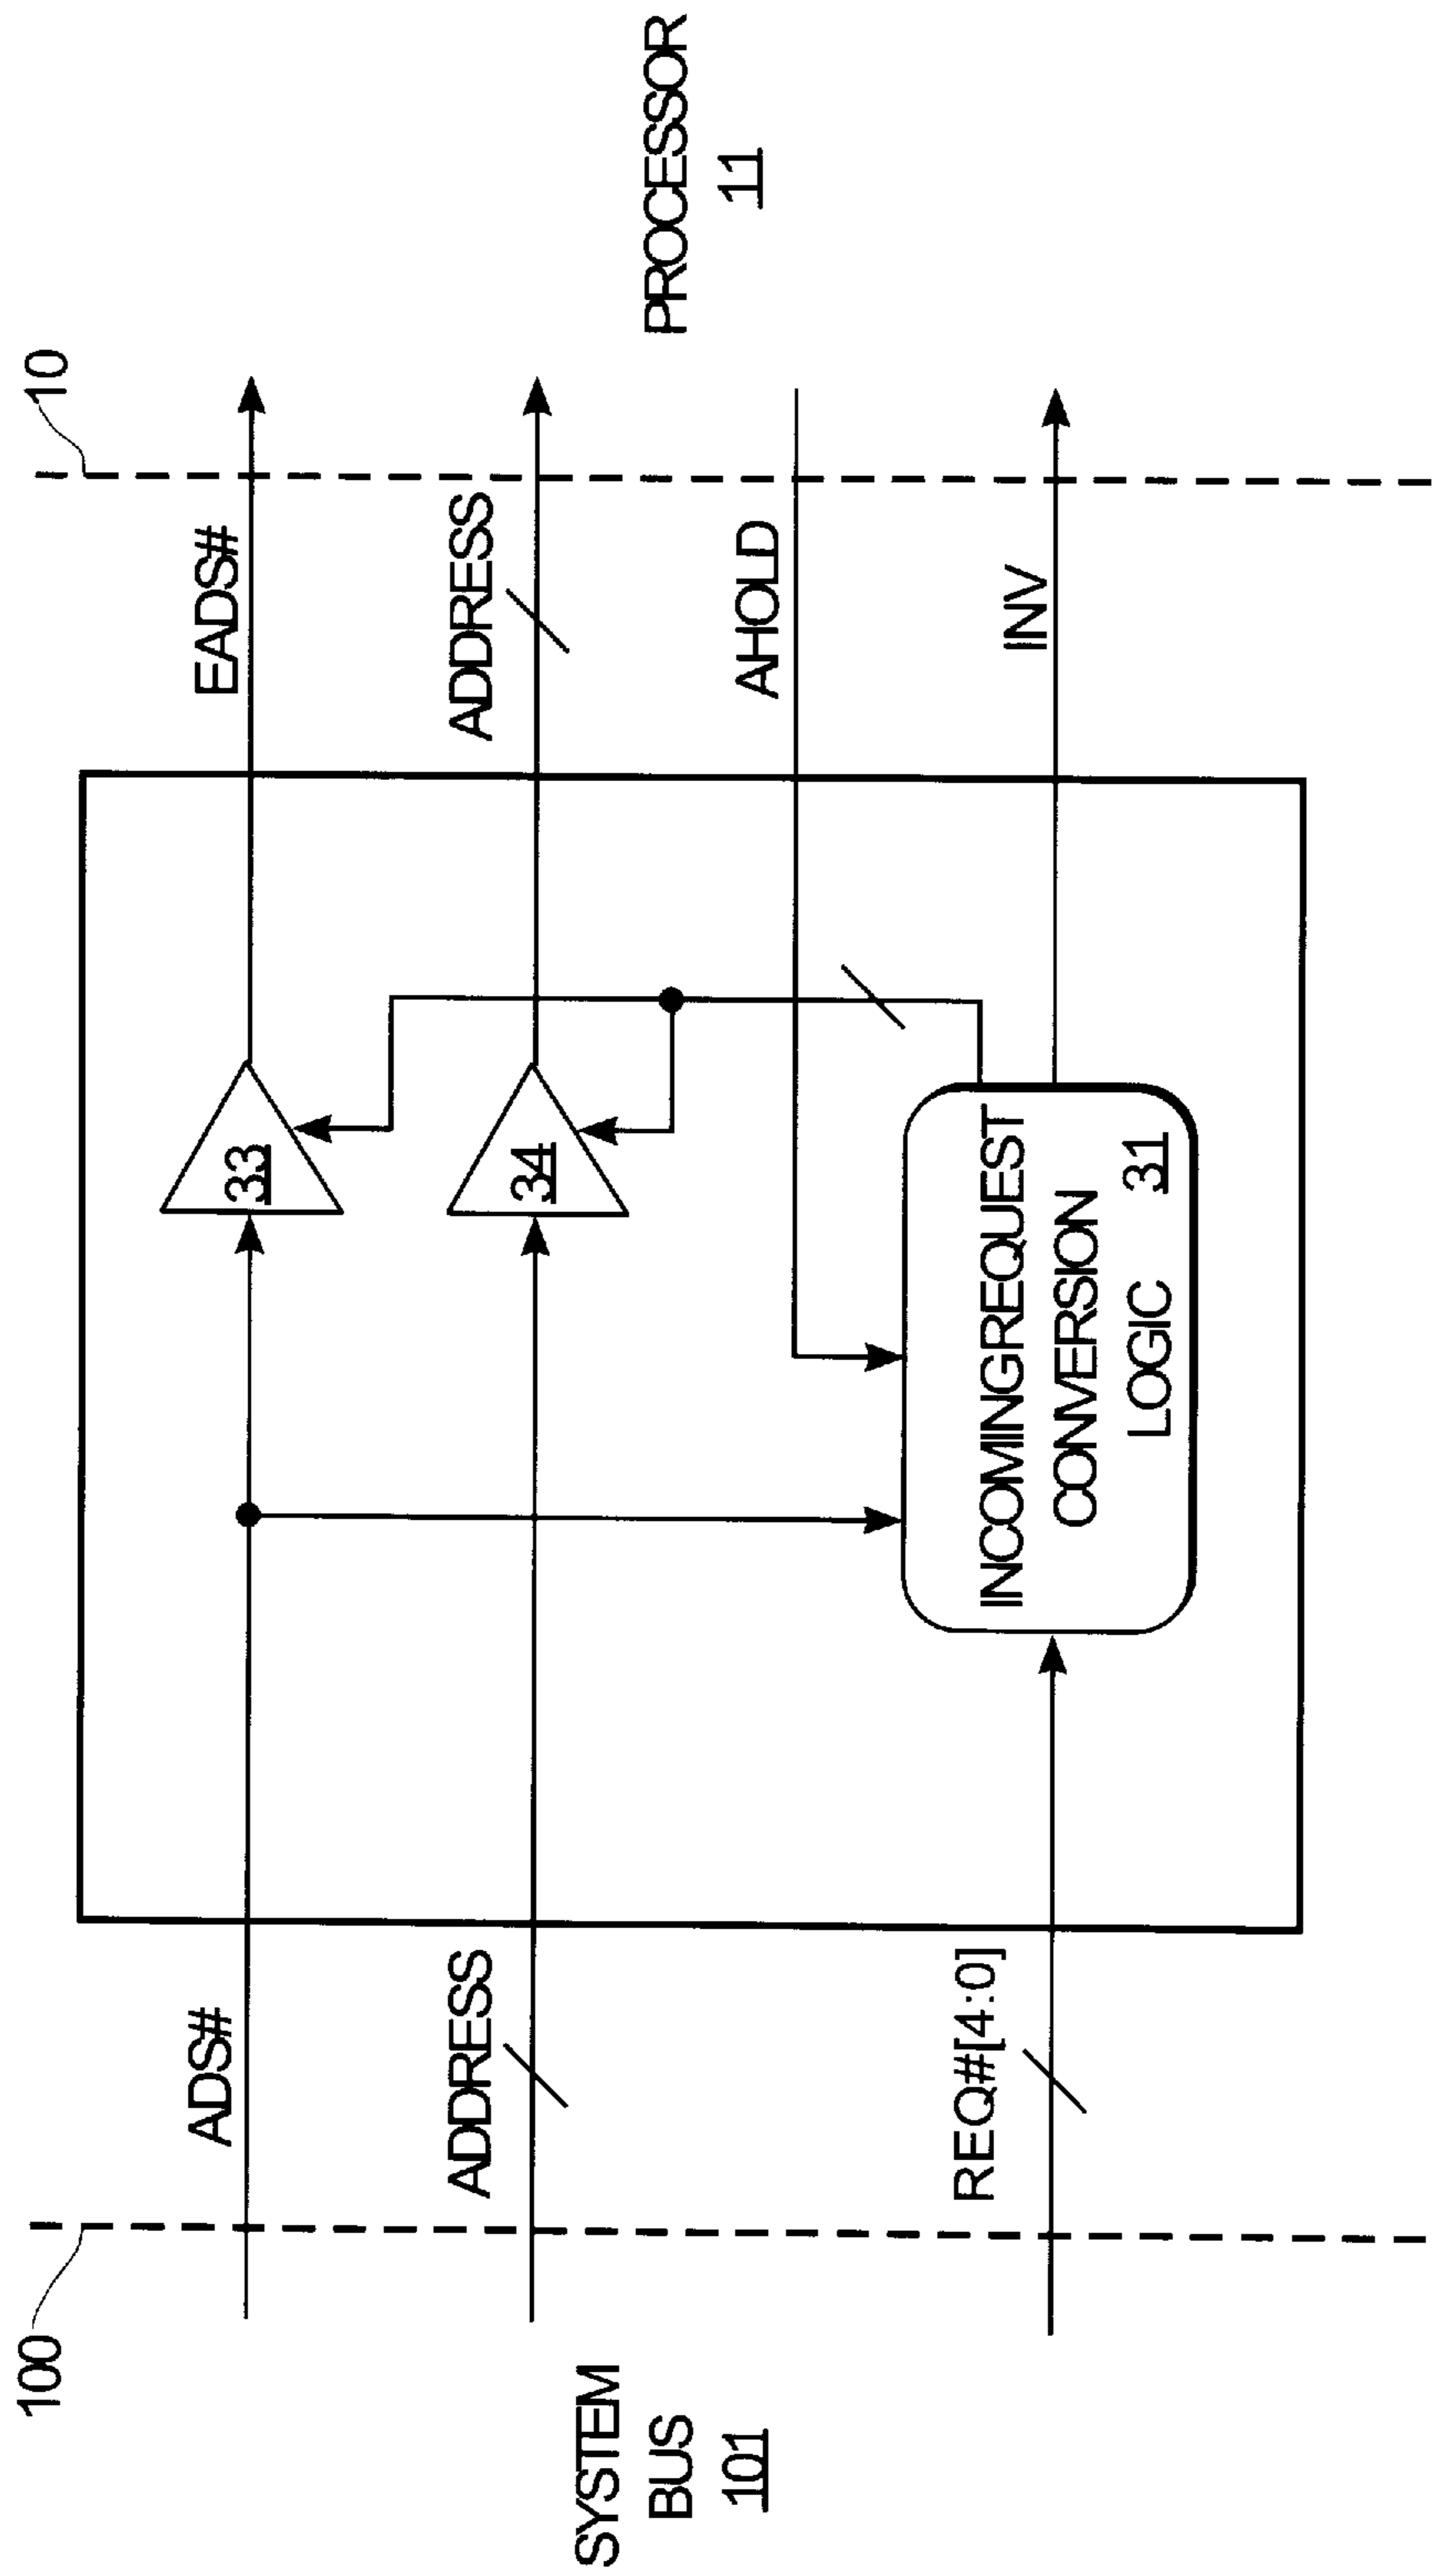 100
10
SYSTEM
BUS
101
ADS#
EADS#
ADDRESS
ADDRESS
33
34
AHOLD
REQ#[4:0]
INV
INCOMINGREQUEST
CONVERSION
LOGIC
31
PROCESSOR
11